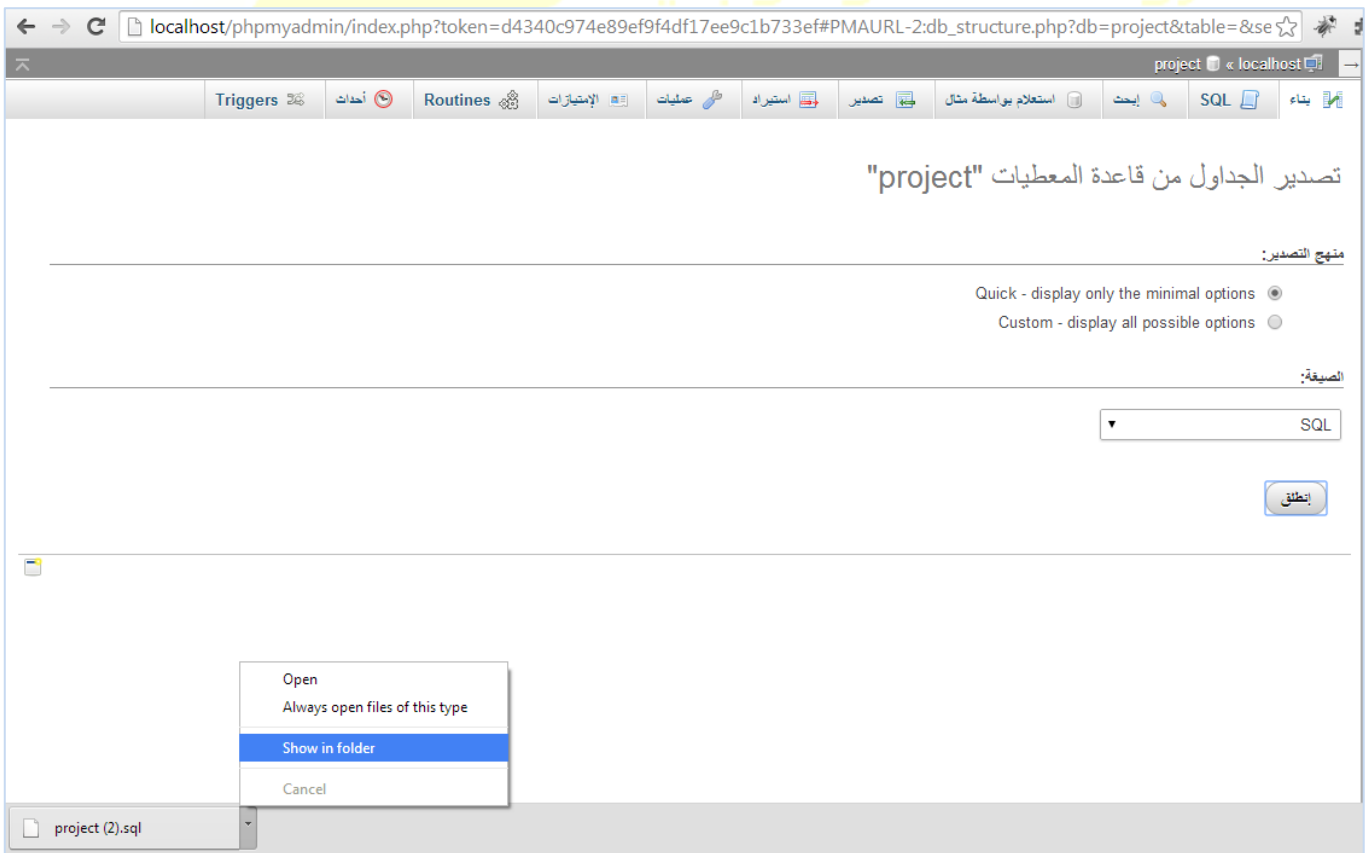 localhost/phpmyadmin/index.php?token=d4340c974e89ef9f4df17ee9c1b733ef#PMAURL-2:db_structure.php?db=project&table=&se
project « localhost
بناء SQL إبحث استعلام بواسطة مثال تصدير استيراد عمليات الإمتيازات Routines أحداث Triggers
تصدير الجداول من قاعدة المعطيات "project"
منهج التصدير:
Quick - display only the minimal options
Custom - display all possible options
الصيغة:
SQL
إنطلق
Open
Always open files of this type
Show in folder
Cancel
project (2).sql